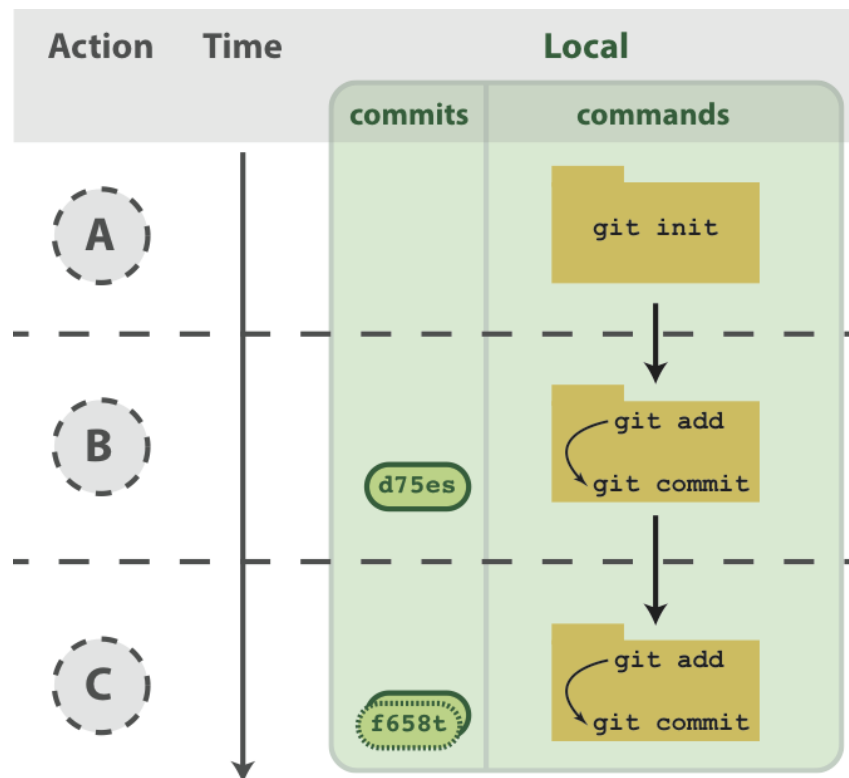 Action Time Local
commits commands
A
git init
B
git add
d75es
git commit
C
git add
f658t
git commit